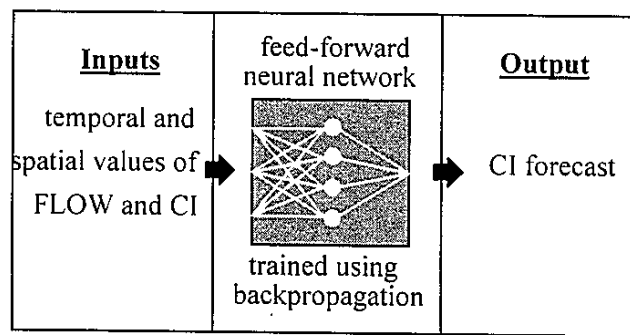 Inputs
temporal and
spatial values of
FLOW and CI
feed-forward
neural network
trained using
backpropagation
Output
CI forecast